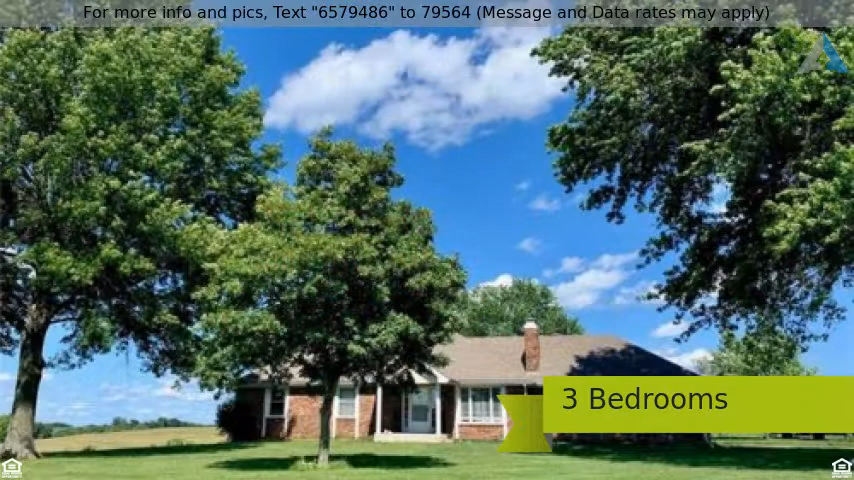 For more info and pics, Text "6579486" to 79564 (Message and Data rates may apply)
3 Bedrooms